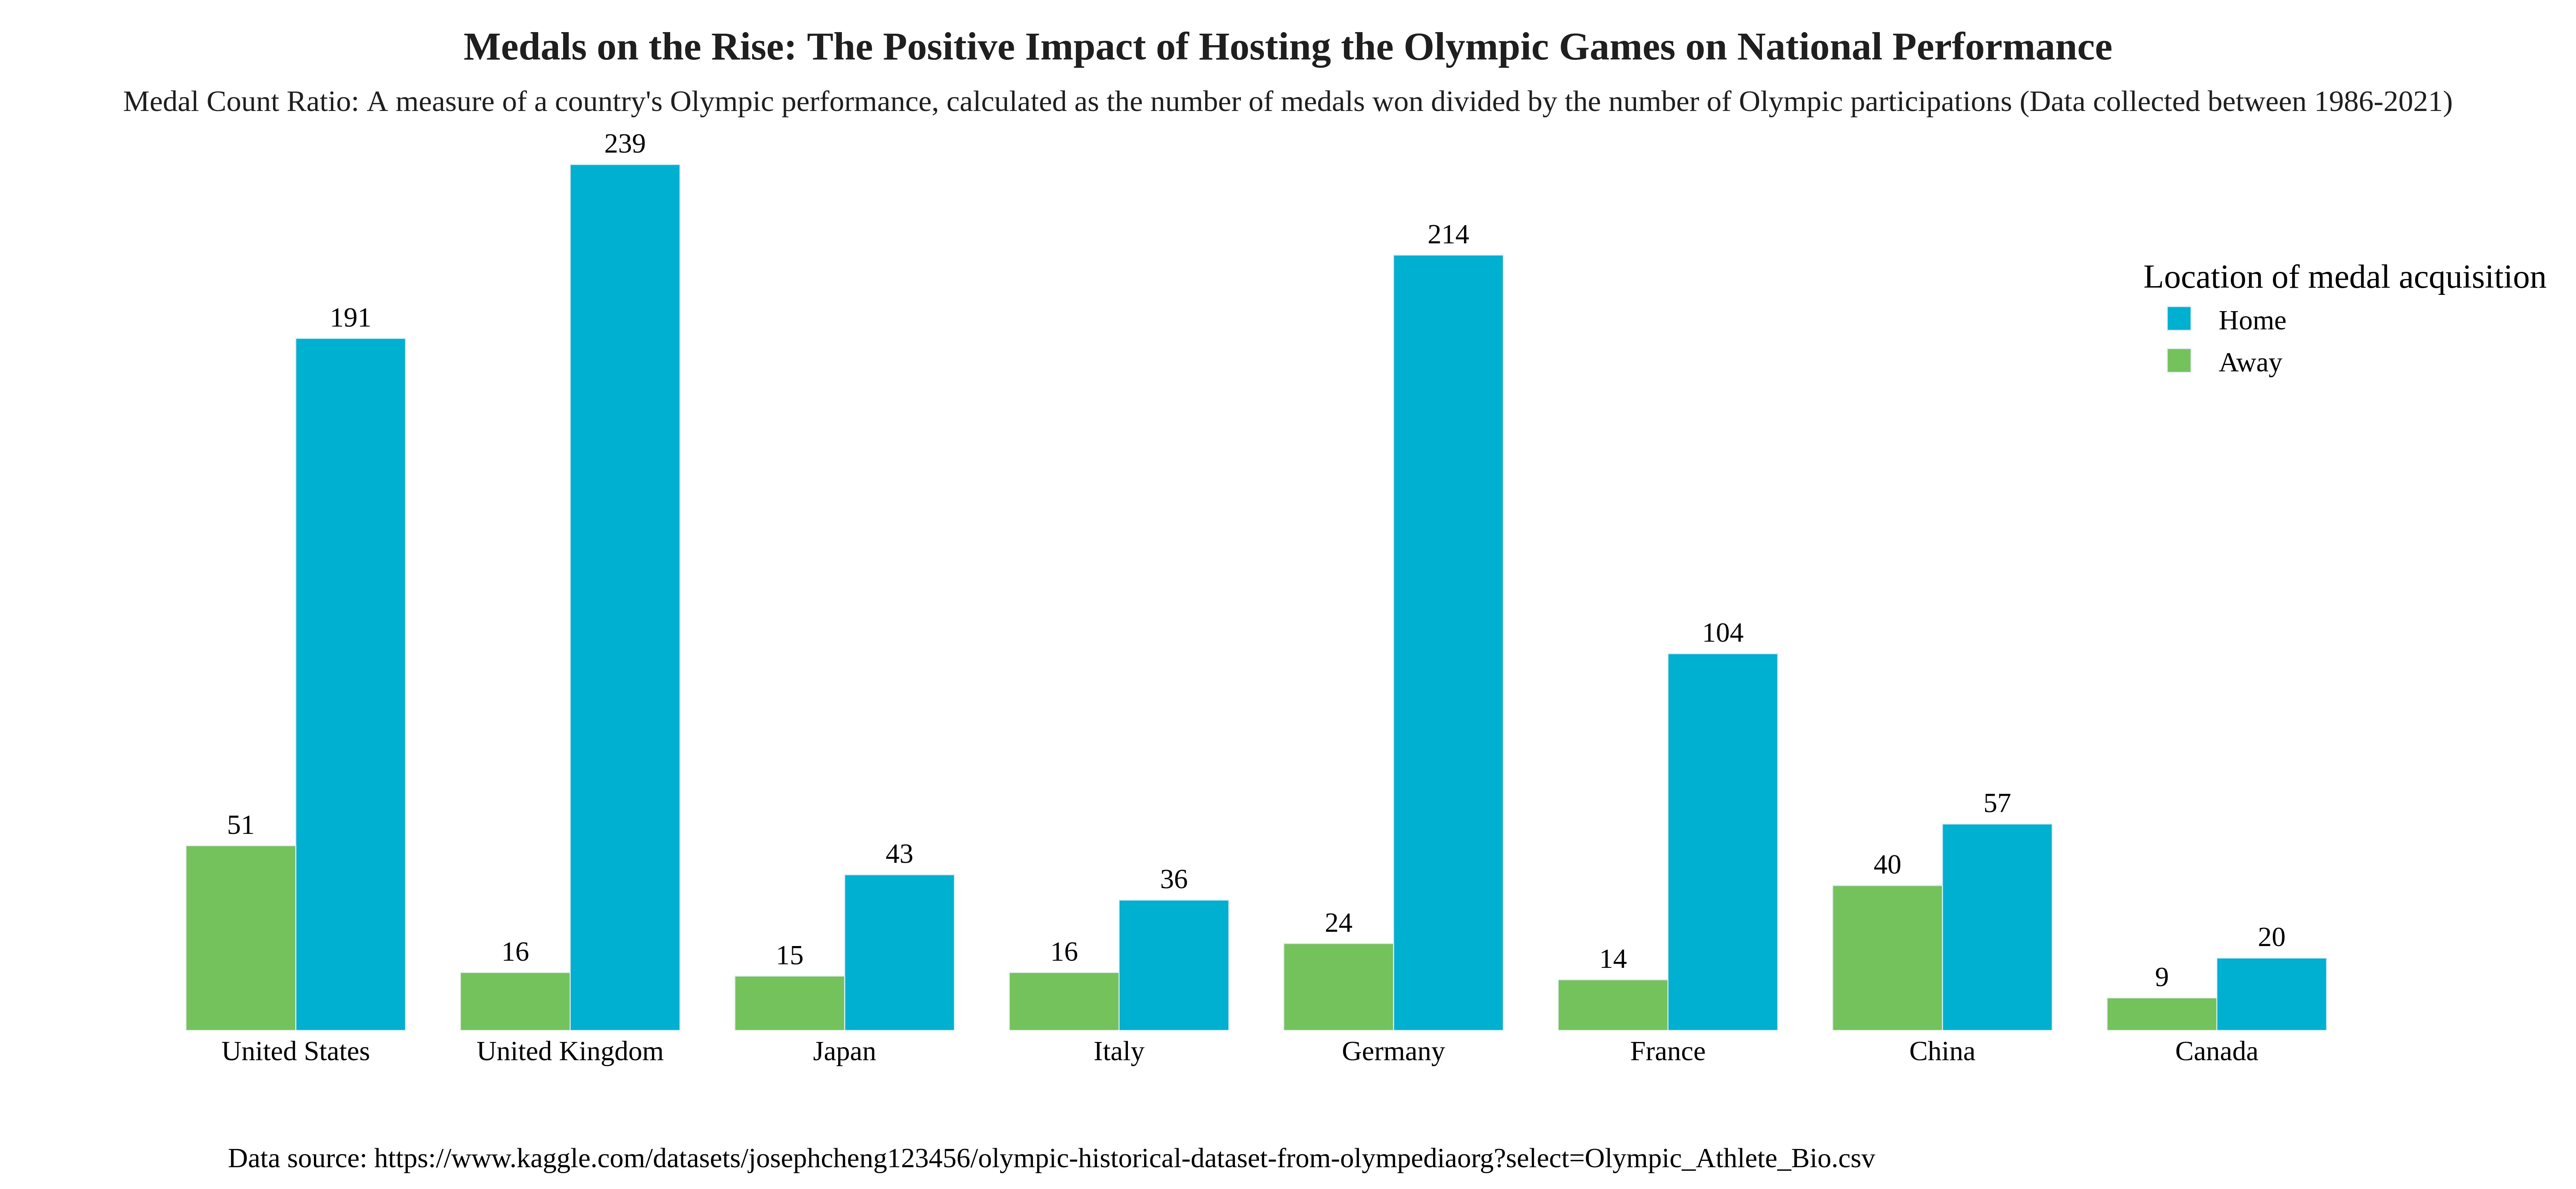 Medals on the Rise: The Positive Impact of Hosting the Olympic Games on National Performance
Medal Count Ratio: A measure of a country's Olympic performance, calculated as the number of medals won divided by the number of Olympic participations (Data collected between 1986-2021)
239
214
191
104
51
43
57
16
15
16
36
24
14
40
9
20
Location of medal acquisition
Home
Away
United States
United Kingdom
Japan
Italy
Germany
France
China
Canada
Data source: https://www.kaggle.com/datasets/josephcheng123456/olympic-historical-dataset-from-olympediaorg?select=Olympic_Athlete_Bio.csv